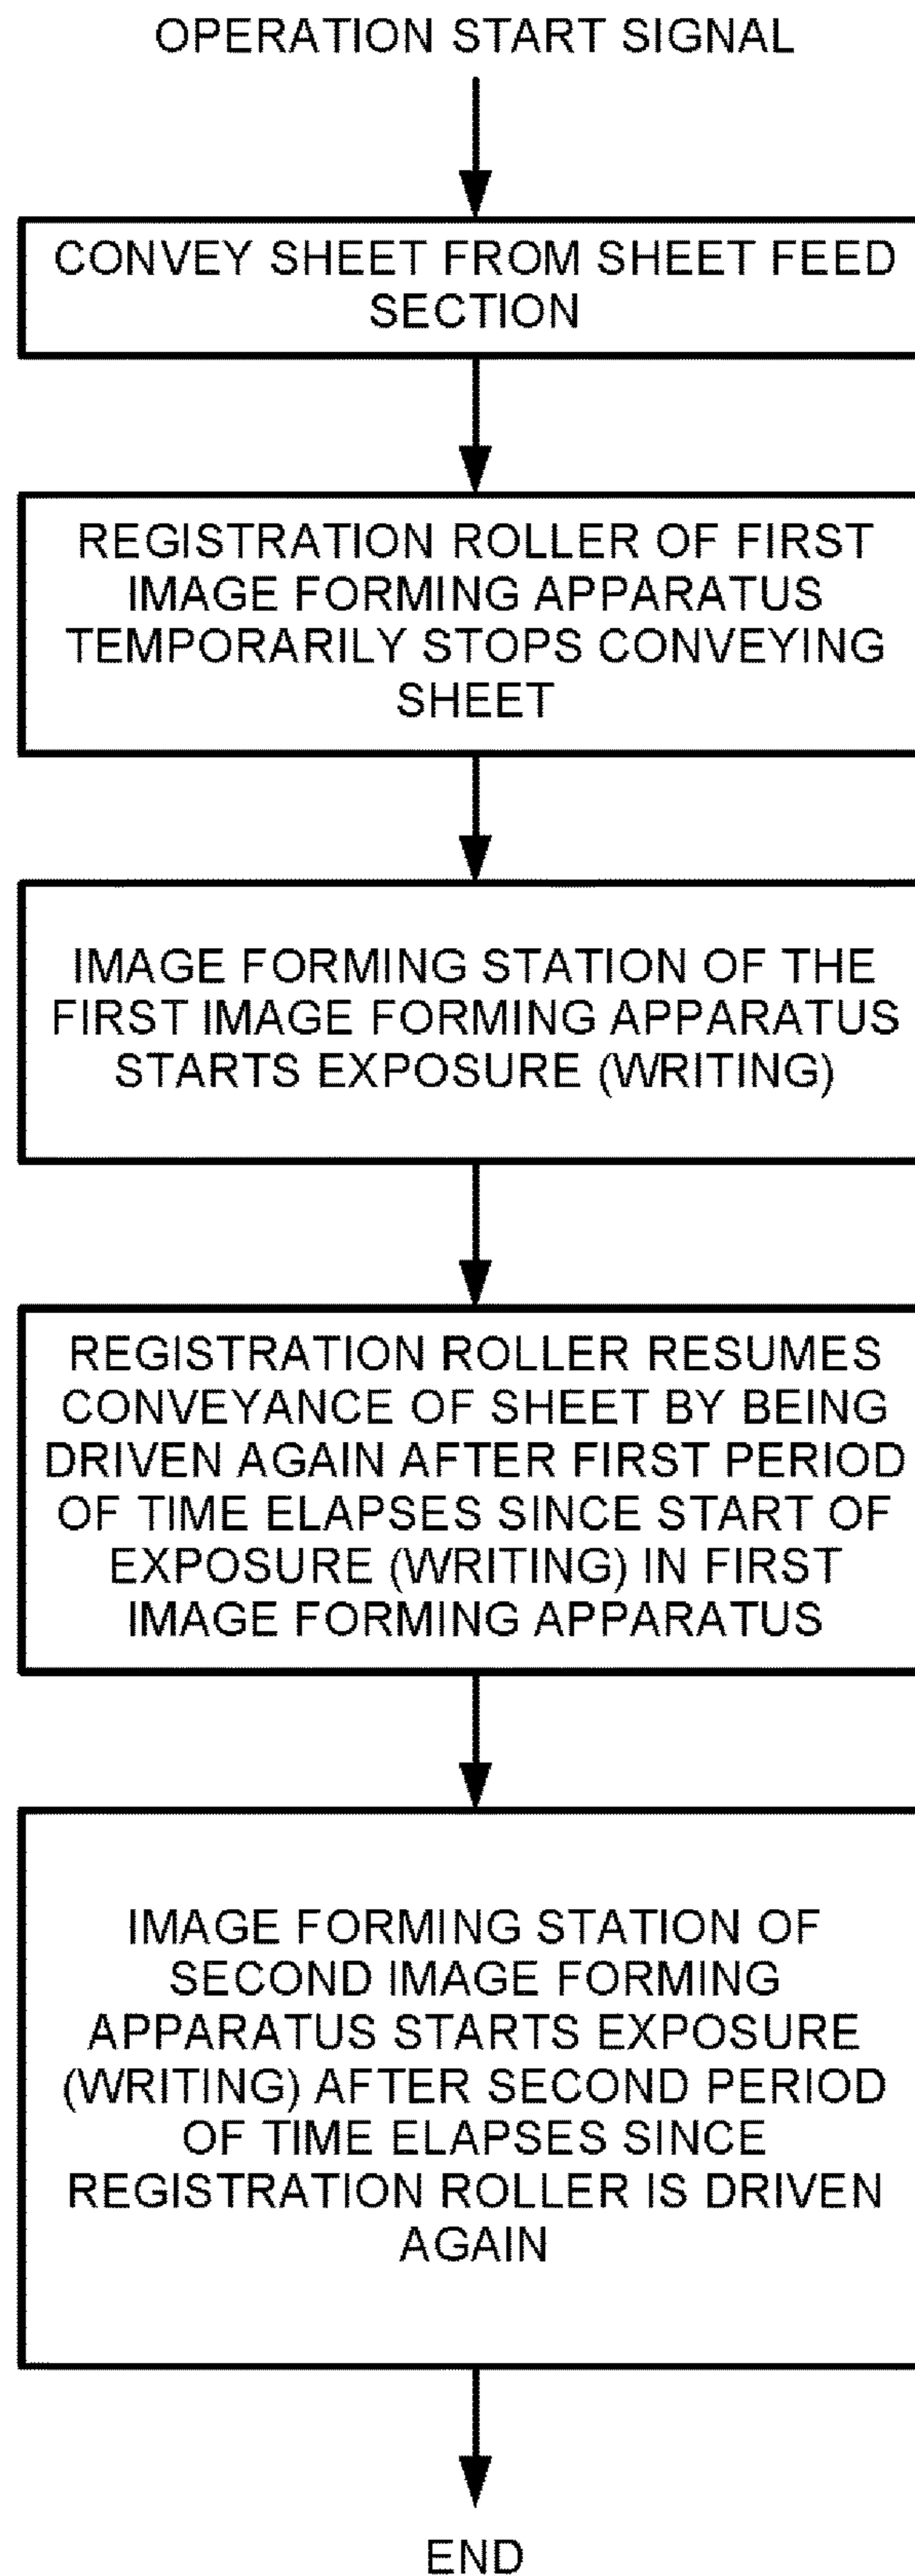 OPERATION START SIGNAL
CONVEY SHEET FROM SHEET FEED
SECTION
REGISTRATION ROLLER OF FIRST
IMAGE FORMING APPARATUS
TEMPORARILY STOPS CONVEYING
SHEET
IMAGE FORMING STATION OF THE
FIRST IMAGE FORMING APPARATUS
STARTS EXPOSURE (WRITING)
REGISTRATION ROLLER RESUMES
CONVEYANCE OF SHEET BY BEING
DRIVEN AGAIN AFTER FIRST PERIOD
OF TIME ELAPSES SINCE START OF
EXPOSURE (WRITING) IN FIRST
IMAGE FORMING APPARATUS
IMAGE FORMING STATION OF
SECOND IMAGE FORMING
APPARATUS STARTS EXPOSURE
(WRITING) AFTER SECOND PERIOD
OF TIME ELAPSES SINCE
REGISTRATION ROLLER IS DRIVEN
AGAIN
END